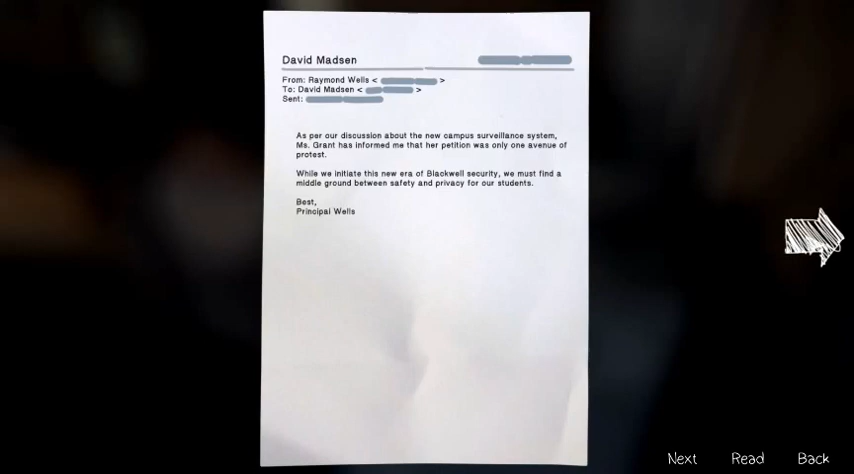 David Madsen
From: Raymond Wells < >
To: David Madsen < >
Sent:
As per our discussion about the new campus surveillance system,
Ms. Grant has informed me that her petition was only one avenue of
protest.
While we initiate this new era of Blackwell security, we must find a
middle ground between safety and privacy for our students.
Best,
Principal Wells
Next Read Back